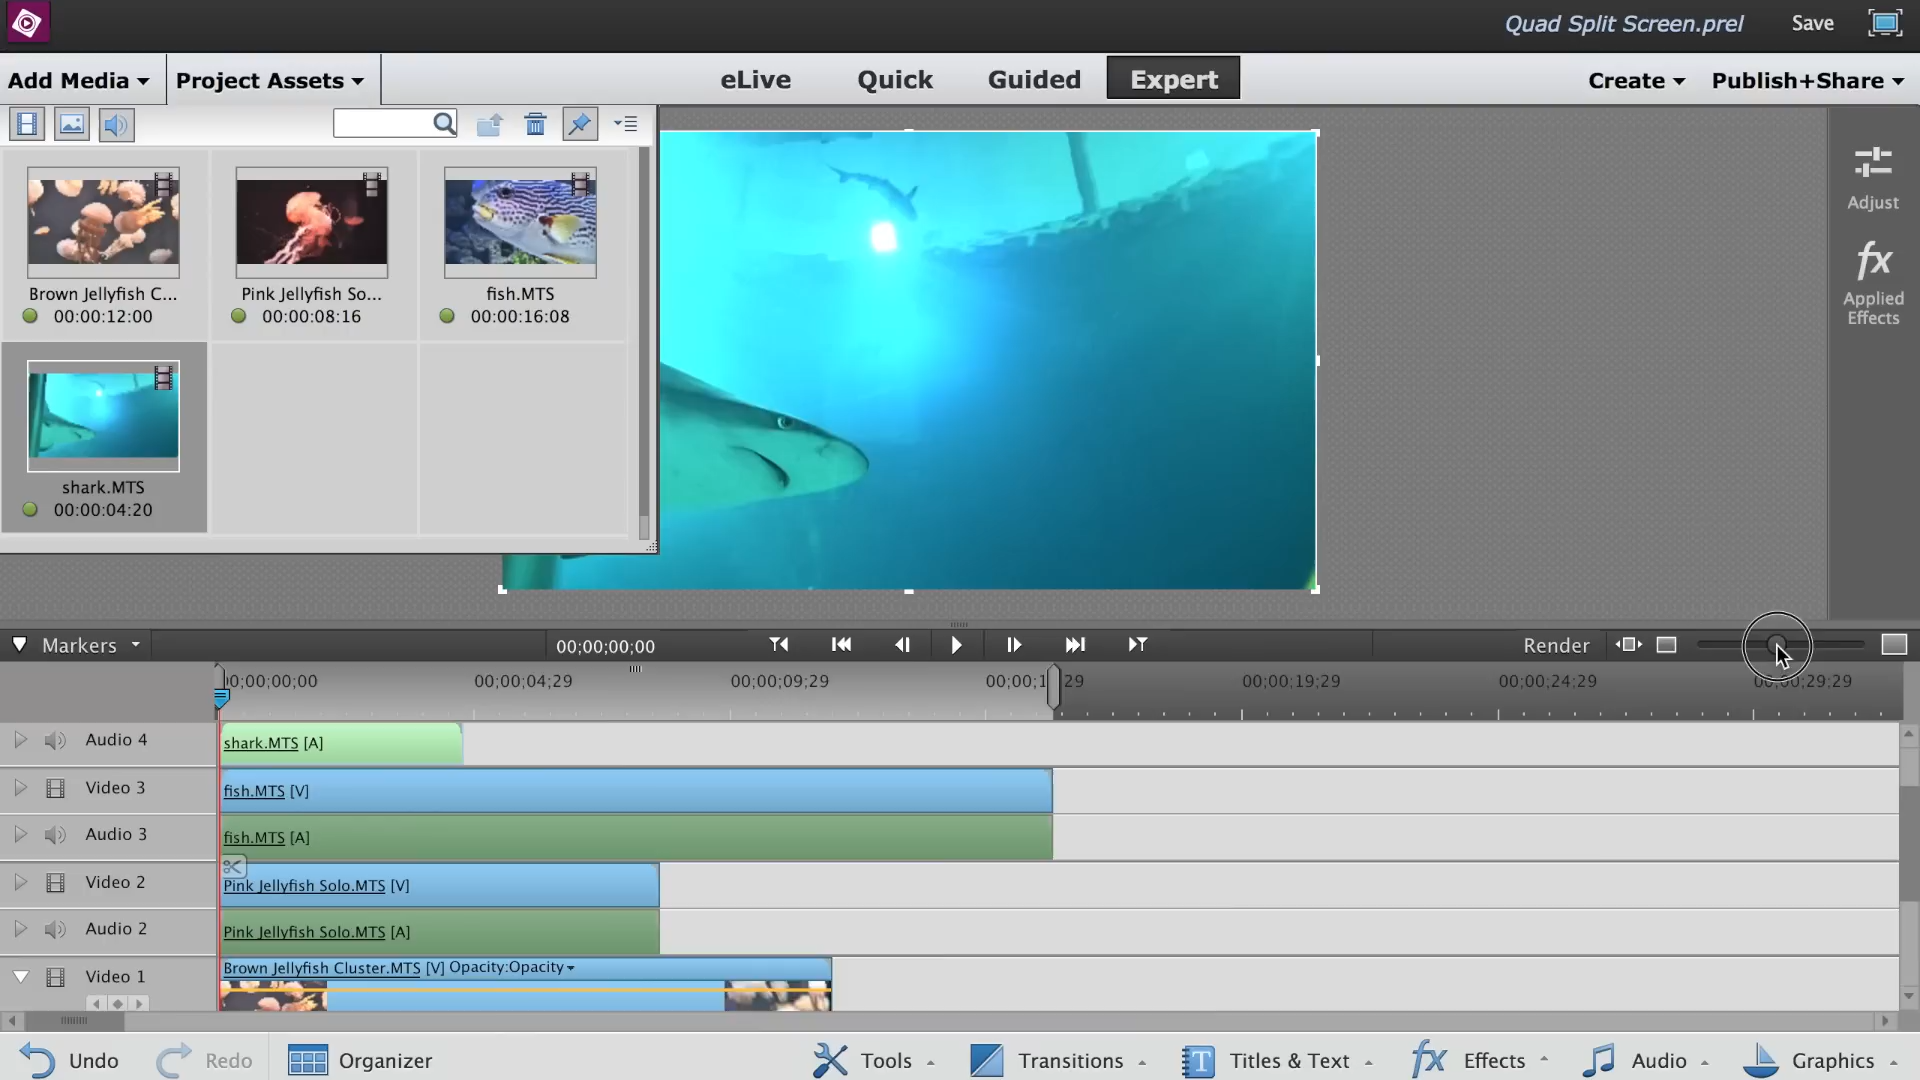 Quad Split Screen.prel
Save
Add Media
Project Assets
eLive
Quick
Guided
Expert
Create
Publish+Share
Brown Jellyfish C...
00:00:12:00
Pink Jellyfish So...
00:00:08:16
fish.MTS
00:00:16:08
shark.MTS
00:00:04:20
Adjust
fx
Applied
Effects
Markers
00;00;00;00
Render
0;00;00;00
00;00;04;29
00;00;09;29
00;00;1 29
00;00;19;29
00;00;24;29
00;00;29;29
Audio 4
shark.MTS [A]
Video 3
fish.MTS [V]
Audio 3
fish.MTS [A]
Video 2
Pink Jellyfish Solo.MTS [V]
Audio 2
Pink Jellyfish Solo.MTS [A]
Video 1
Brown Jellyfish Cluster.MTS [V] Opacity:Opacity
Undo
Redo
Organizer
Tools
Transitions
T Titles & Text
fx Effects
Audio
Graphics